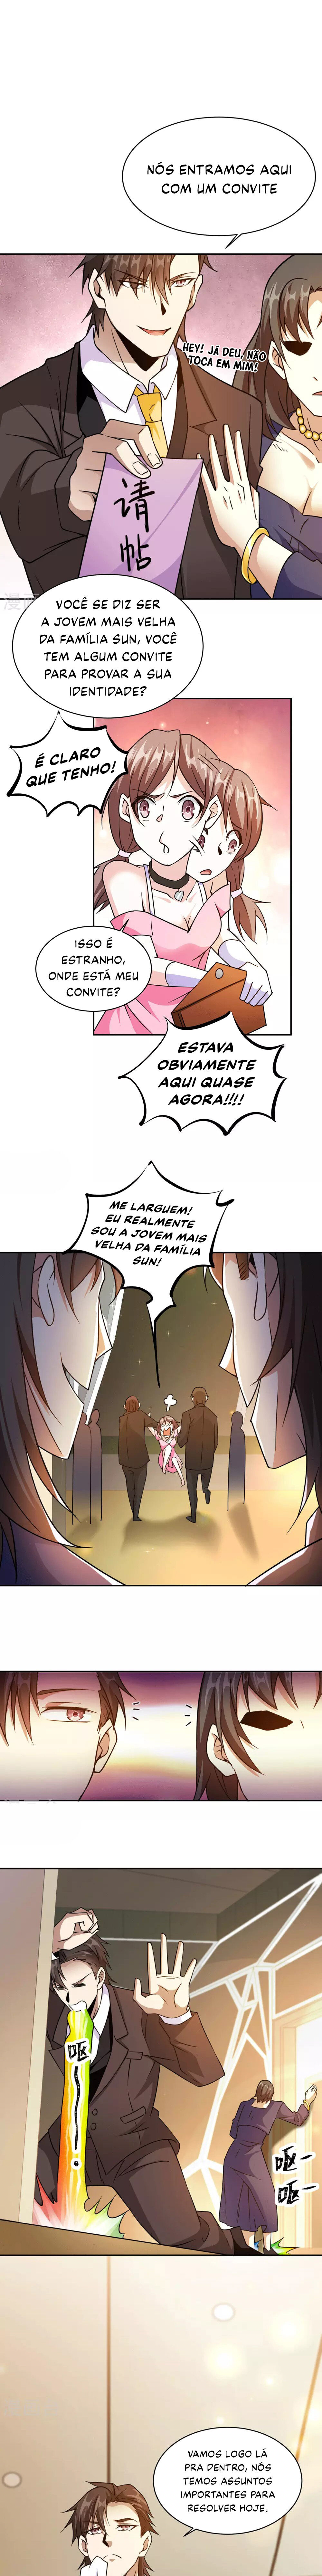 NÓS ENTRAMOS AQUI
COM UM CONVITE
HEY! JÁ DEU, NÃO
TOCA EM MIM!
请
帖
VOCÊ SE DIZ SER
A JOVEM MAIS VELHA
DA FAMÍLIA SUN, VOCÊ
TEM ALGUM CONVITE
PARA PROVAR A SUA
IDENTIDADE?
É CLARO
QUE TENHO!
ISSO É
ESTRANHO,
ONDE ESTÁ MEU
CONVITE?
ESTAVA
OBVIAMENTE
AQUI QUASE
AGORA!!!!
ME LARGUEM!
EU REALMENTE
SOU A JOVEM MAIS
VELHA DA FAMÍLIA
SUN!
呕
呕
呕
VAMOS LOGO LÁ
PRA DENTRO, NÓS
TEMOS ASSUNTOS
IMPORTANTES PARA
RESOLVER HOJE.